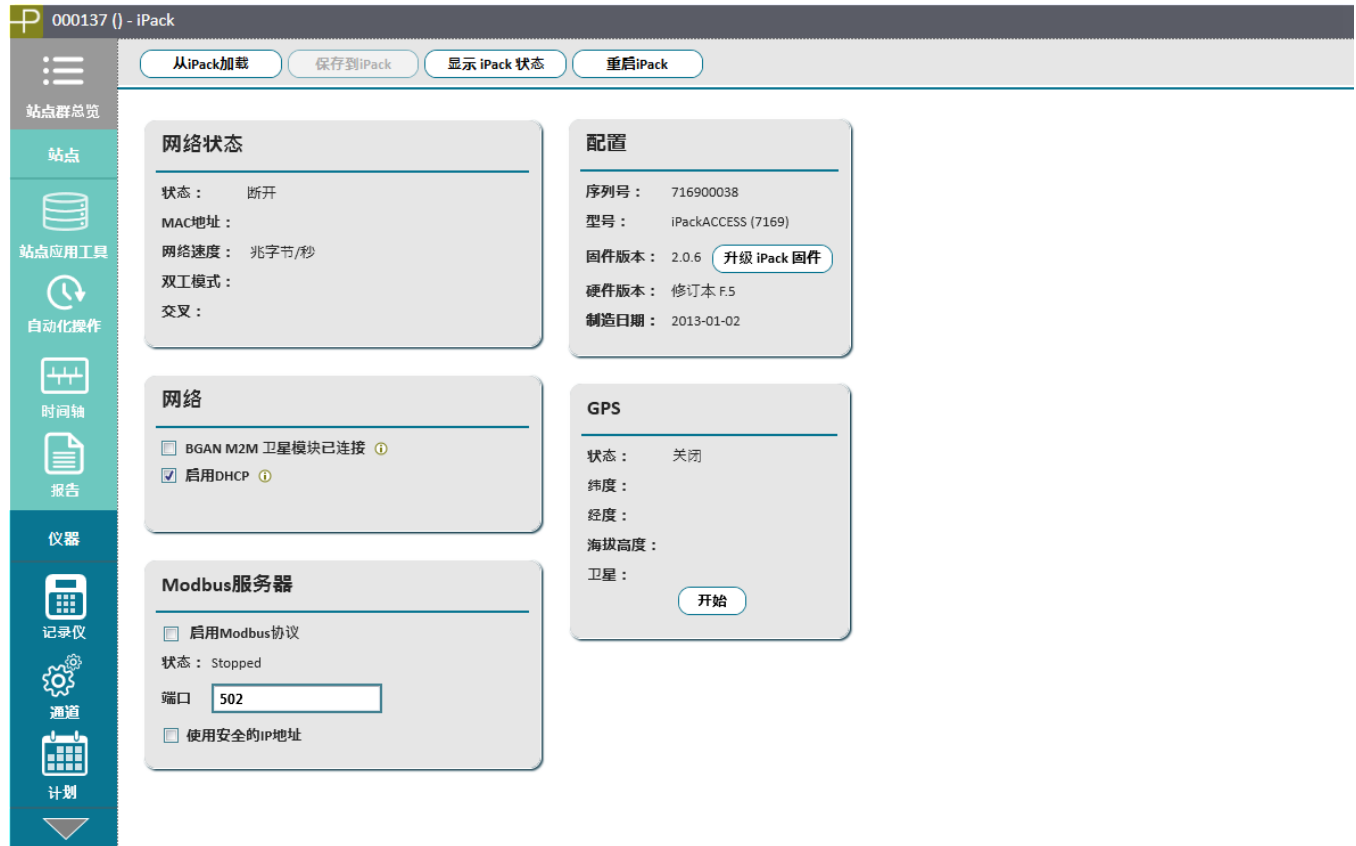 000137 () - iPack
从iPack加载
保存到iPack
显示 iPack 状态
重启iPack
站点群总览
站点
站点应用工具
自动化操作
时间轴
报告
仪器
记录仪
通道
计划
网络状态
状态： 断开
MAC地址：
网络速度： 兆字节/秒
双工模式：
交叉：
网络
BGAN M2M 卫星模块已连接
启用DHCP
Modbus服务器
启用Modbus协议
状态： Stopped
端口 502
使用安全的IP地址
配置
序列号： 716900038
型号： iPackACCESS (7169)
固件版本： 2.0.6 升级 iPack 固件
硬件版本： 修订本 F.5
制造日期： 2013-01-02
GPS
状态： 关闭
纬度：
经度：
海拔高度：
卫星：
开始